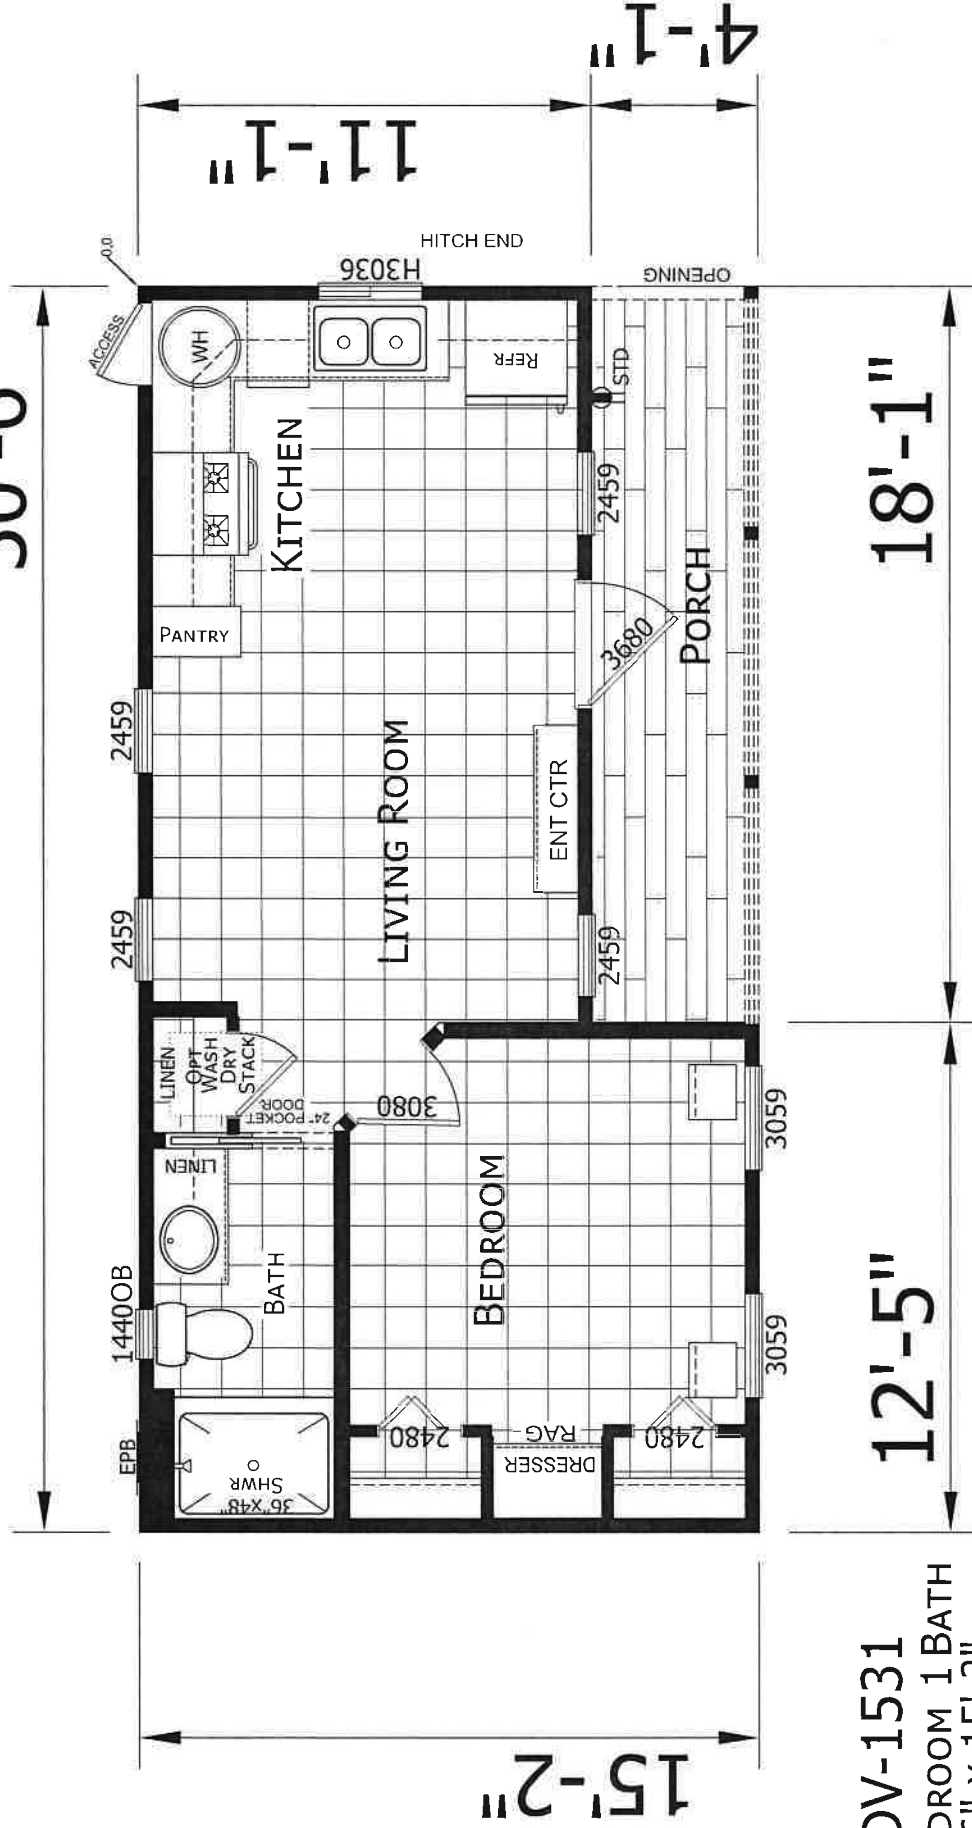 4'-1"
11'-1"
HITCH END
0,0
H3036
OPENING
ACCESS
WH
REFR
STD
KITCHEN
2459
18'-1"
PANTRY
3680
PORCH
2459
LIVING ROOM
ENT CTR
2459
2459
LINEN
OPT
WASH
DRY
STACK
24" POCKET
DOOR
3080
3059
LINEN
BATH
BEDROOM
1440OB
3059
12'-5"
EPB
SHWR
36"X48"
2480
RAG
DRESSER
2480
15'-2"
DV-1531
1 BATH